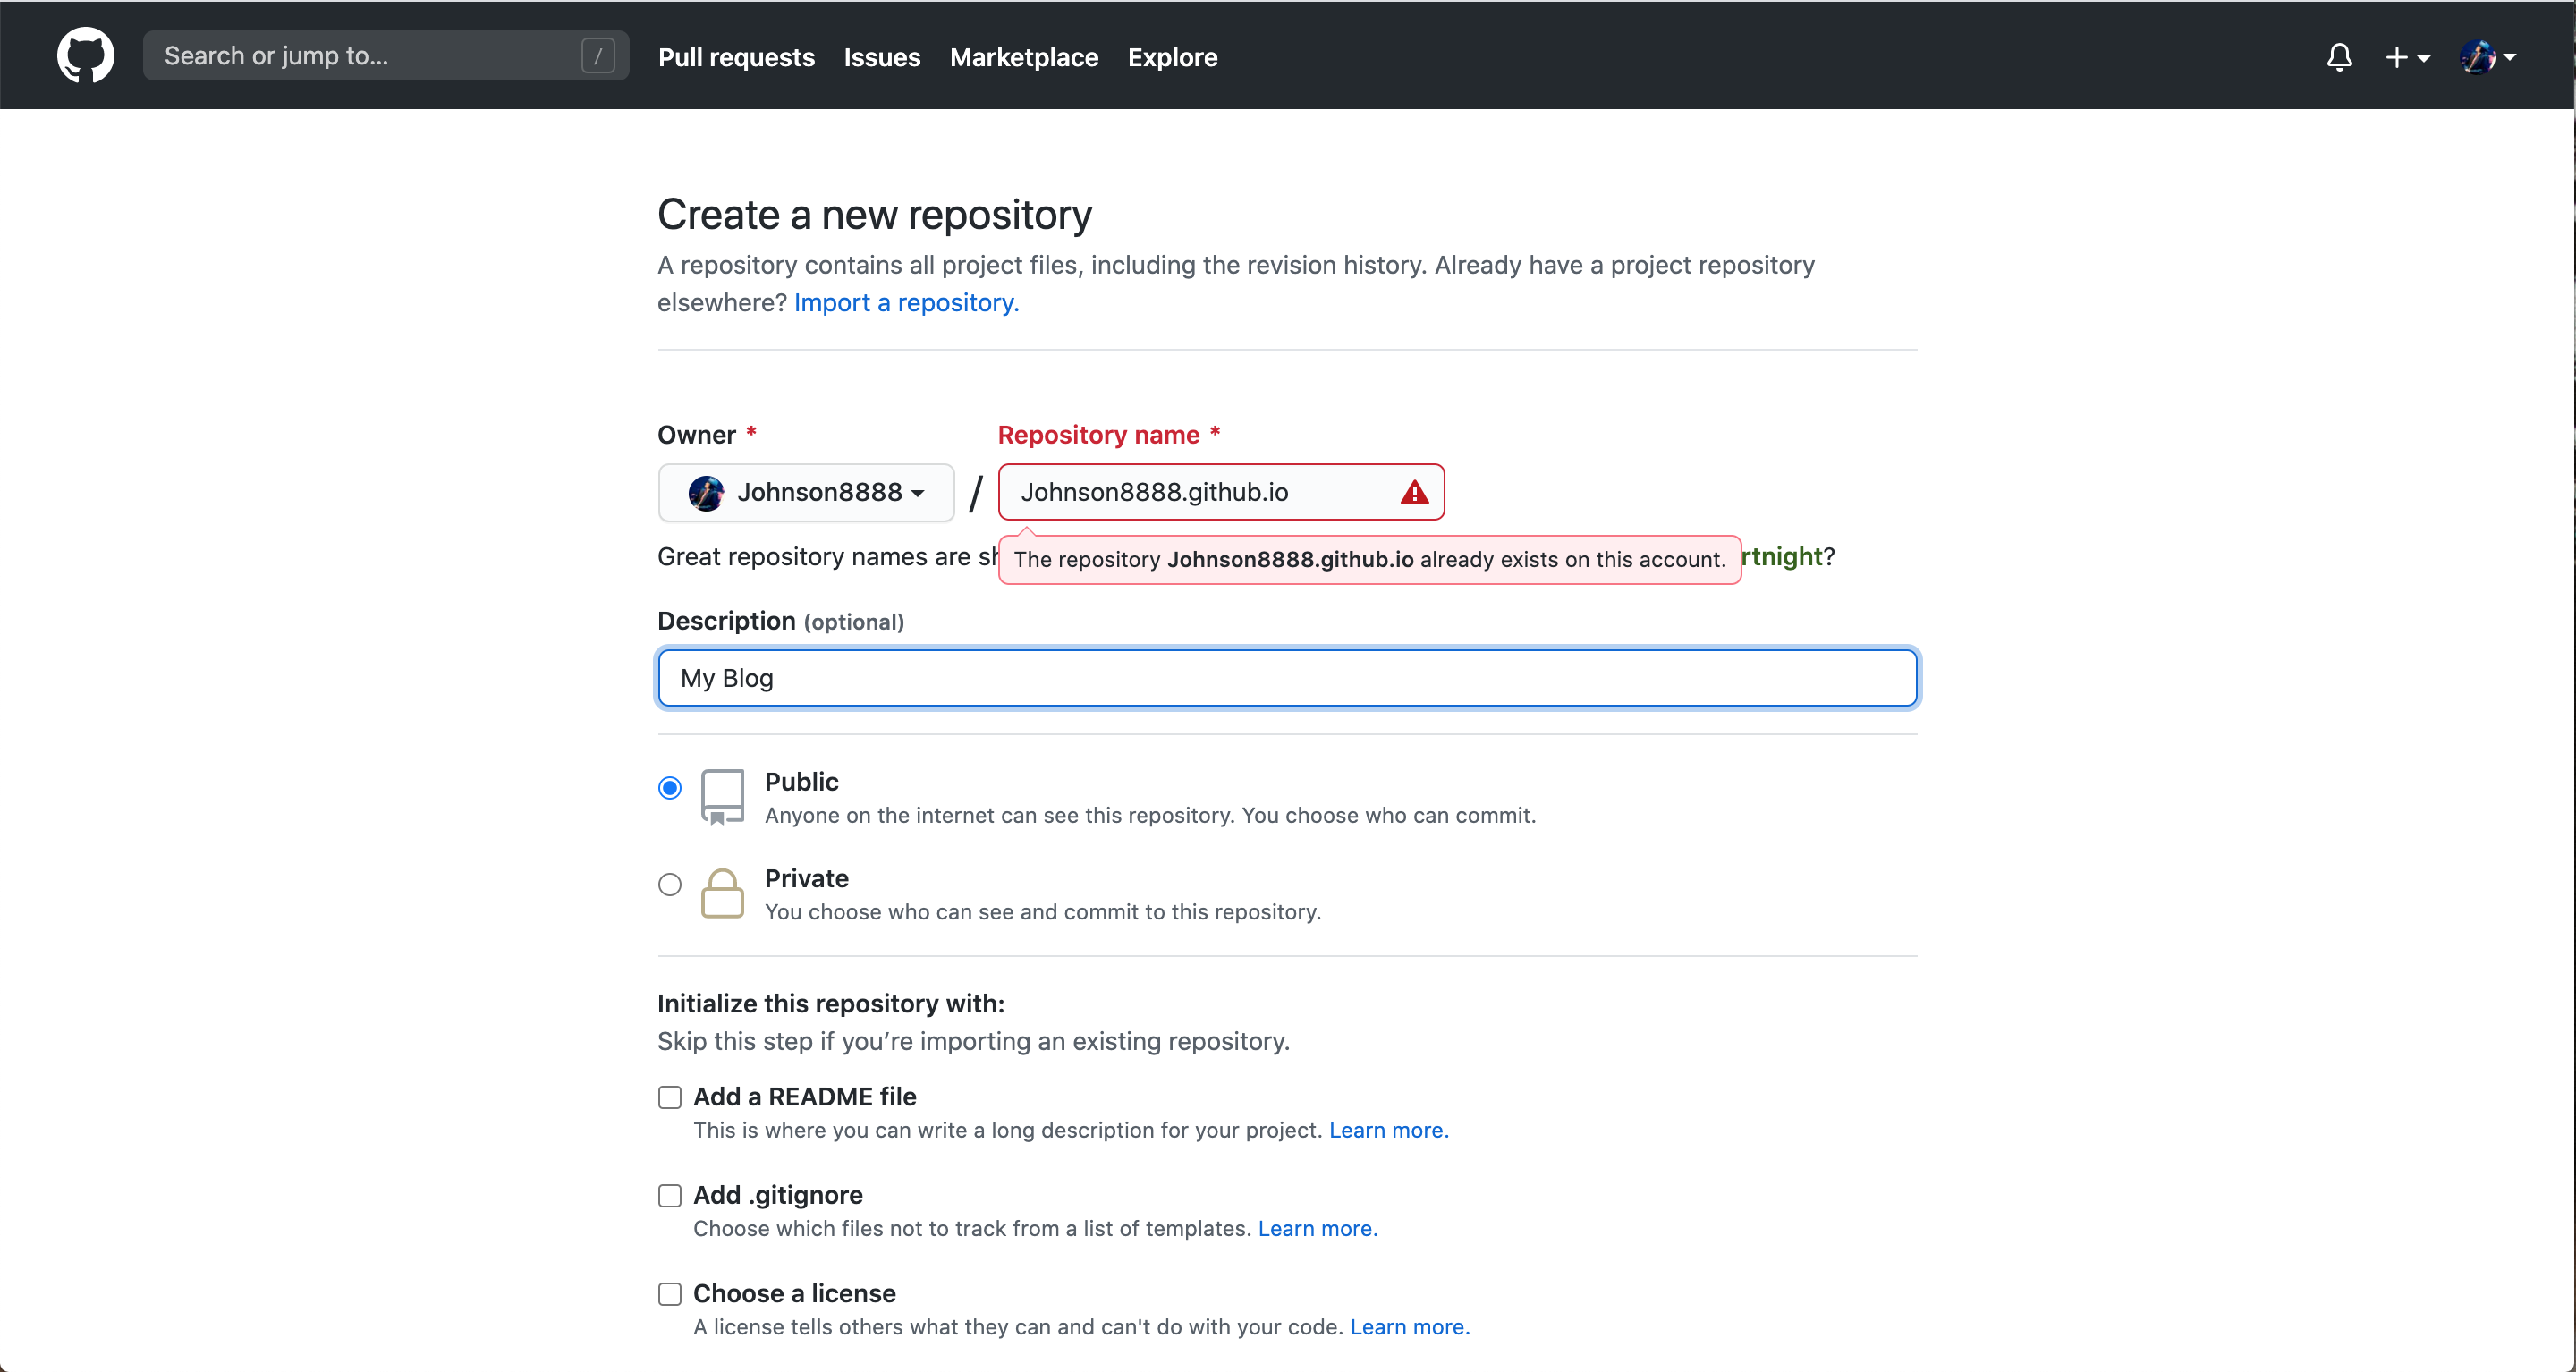 Search or jump to... /
Pull requests Issues Marketplace Explore
Create a new repository
A repository contains all project files, including the revision history. Already have a project repository
elsewhere? Import a repository.
Owner * Repository name *
Johnson8888 / Johnson8888.github.io
Great repository names are rtnight?
The repository Johnson8888.github.io already exists on this account.
Description (optional)
My Blog
Public
Anyone on the internet can see this repository. You choose who can commit.
Private
You choose who can see and commit to this repository.
Initialize this repository with:
Skip this step if you’re importing an existing repository.
Add a README file
This is where you can write a long description for your project. Learn more.
Add .gitignore
Choose which files not to track from a list of templates. Learn more.
Choose a license
A license tells others what they can and can't do with your code. Learn more.